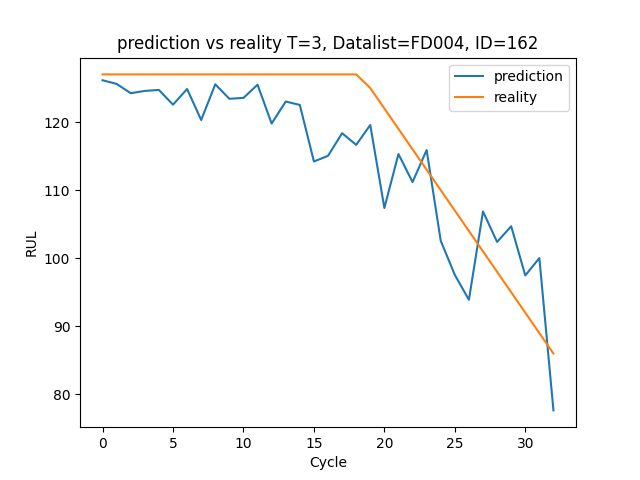 prediction vs reality T=3, Datalist=FD004, ID=162
prediction
reality
120
110
100
90
80
RUL
0 5 10 15 20 25 30
Cycle